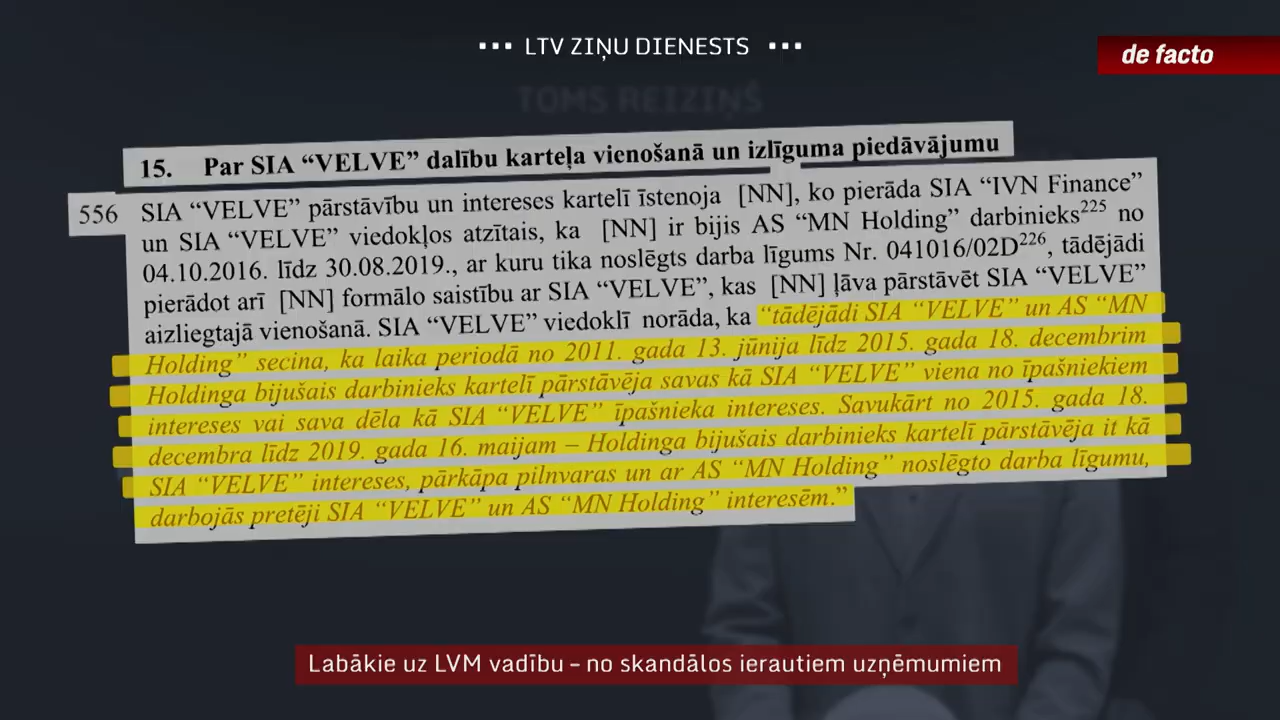 LTV ZIŅU DIENESTS
de facto
TOMS REIZIŅŠ
15. Par SIA “VELVE” dalību karteļa vienošanā un izlīguma piedāvājumu
556 SIA “VELVE” pārstāvību un intereses kartelī īstenoja [NN], ko pierāda SIA “IVN Finance”
un SIA “VELVE” viedokļos atzītais, ka [NN] ir bijis AS “MN Holding” darbinieks225 no
04.10.2016. līdz 30.08.2019., ar kuru tika noslēgts darba līgums Nr. 041016/02D226, tādējādi
pierādot arī [NN] formālo saistību ar SIA “VELVE”, kas [NN] ļāva pārstāvēt SIA “VELVE”
aizliegtajā vienošanā. SIA “VELVE” viedoklī norāda, ka “tādējādi SIA “VELVE” un AS “MN
Holding” secina, ka laika periodā no 2011. gada 13. jūnija līdz 2015. gada 18. decembrim
Holdinga bijušais darbinieks kartelī pārstāvēja savas kā SIA “VELVE” viena no īpašniekiem
intereses vai sava dēla kā SIA “VELVE” īpašnieka intereses. Savukārt no 2015. gada 18.
decembra līdz 2019. gada 16. maijam – Holdinga bijušais darbinieks kartelī pārstāvēja it kā
SIA “VELVE” intereses, pārkāpa pilnvaras un ar AS “MN Holding” noslēgto darba līgumu,
darbojās pretēji SIA “VELVE” un AS “MN Holding” interesēm.”
Labākie uz LVM vadību – no skandālos ierautiem uzņēmumiem